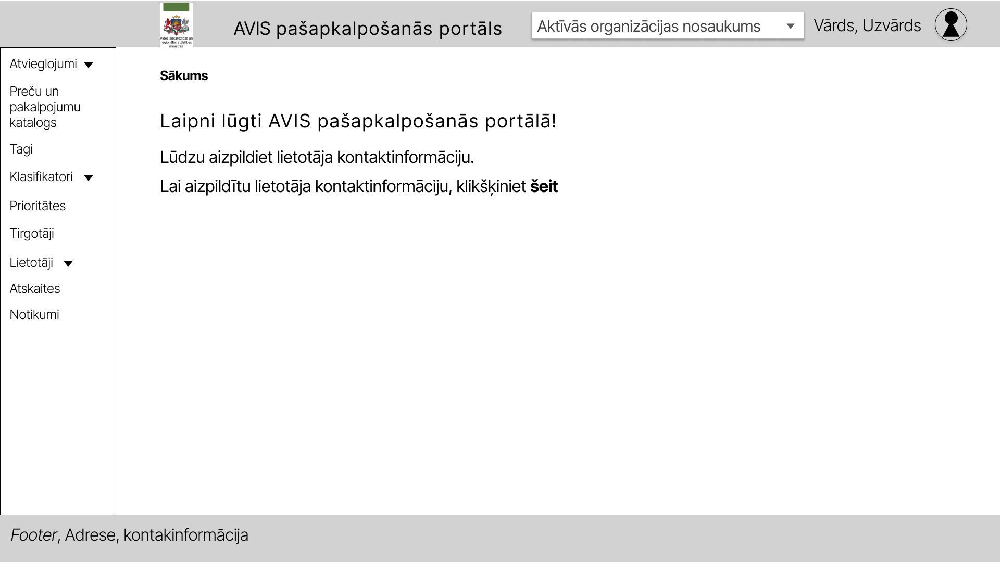 Vides aizsardzības un
reģionālās attīstības
ministrija
AVIS pašapkalpošanās portāls
Aktīvās organizācijas nosaukums
Vārds, Uzvārds
Atvieglojumi
Preču un
pakalpojumu
katalogs
Tagi
Klasifikatori
Prioritātes
Tirgotāji
Lietotāji
Atskaites
Notikumi
Sākums
Laipni lūgti AVIS pašapkalpošanās portālā!
Lūdzu aizpildiet lietotāja kontaktinformāciju.
Lai aizpildītu lietotāja kontaktinformāciju, klikšķiniet šeit
Footer, Adrese, kontakinformācija